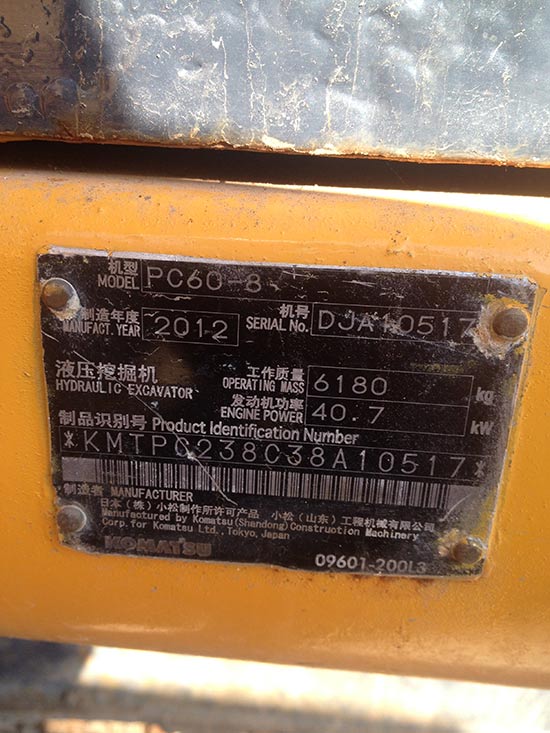 机型 MODEL PC60-8
制造年度 MANUFACT. YEAR 2012 机号 SERIAL No. DJA10517
液压挖掘机 HYDRAULIC EXCAVATOR 工作质量 OPERATING MASS 6180 kg
发动机功率 ENGINE POWER 40.7 kW
制品识别号 Product Identification Number
*KMTPC238C38A10517*
制造者 MANUFACTURER
日本(株)小松制作所许可产品 小松(山东)工程机械有限公司
Manufactured by Komatsu(Shandong) Construction Machinery
Corp. for Komatsu Ltd., Tokyo, Japan
KOMATSU 09601-200L3